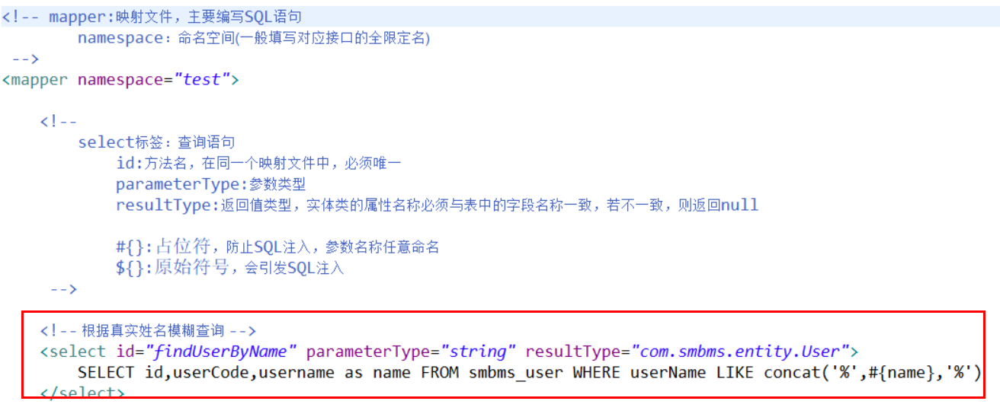 <!-- mapper:映射文件，主要编写SQL语句
namespace：命名空间(一般填写对应接口的全限定名)
-->
<mapper namespace="test">
<!--
select标签：查询语句
id:方法名，在同一个映射文件中，必须唯一
parameterType:参数类型
resultType:返回值类型，实体类的属性名称必须与表中的字段名称一致，若不一致，则返回null
#{}:占位符，防止SQL注入，参数名称任意命名
${}:原始符号，会引发SQL注入
-->
<!-- 根据真实姓名模糊查询 -->
<select id="findUserByName" parameterType="string" resultType="com.smbms.entity.User">
SELECT id,userCode,username as name FROM smbms_user WHERE userName LIKE concat('%',#{name},'%')
</select>